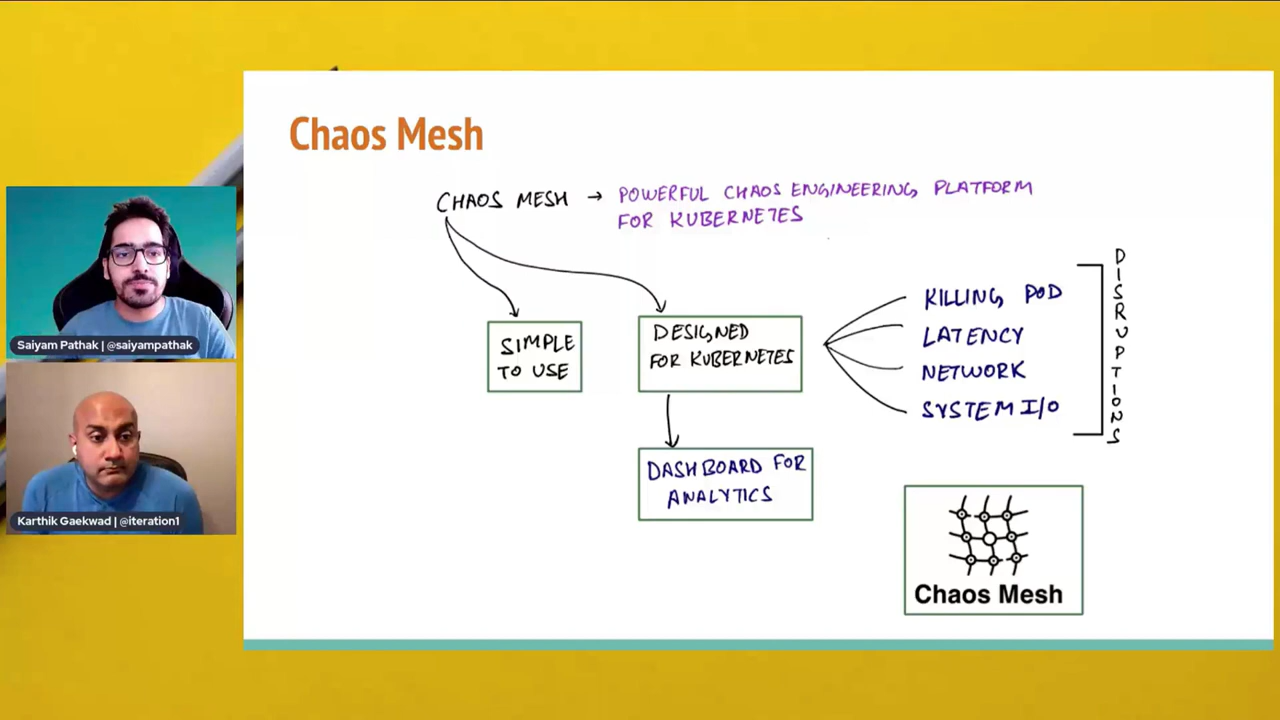 Chaos Mesh
CHAOS MESH → POWERFUL CHAOS ENGINEERING PLATFORM
FOR KUBERNETES
SIMPLE
TO USE
DESIGNED
FOR KUBERNETES
KILLING POD
LATENCY
NETWORK
SYSTEM I/O
DISRUPTIONS
DASHBOARD FOR
ANALYTICS
Chaos Mesh
Saiyam Pathak | @saiyampathak
Karthik Gaekwad | @iteration1